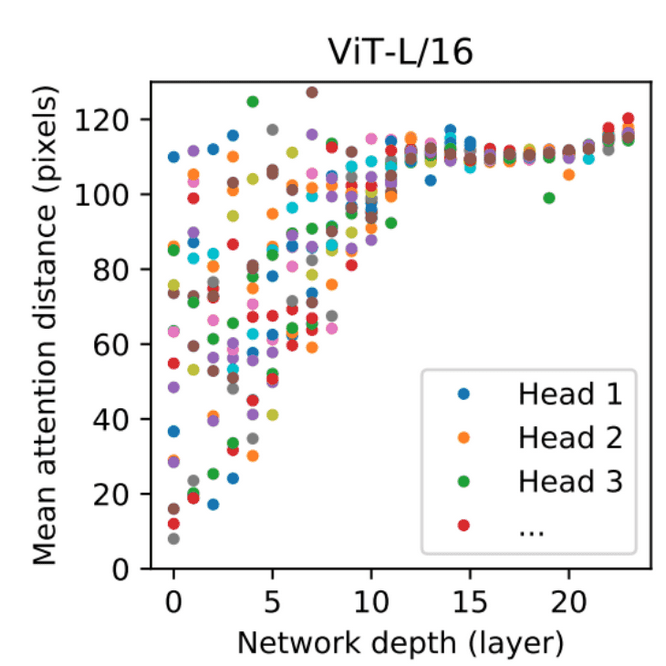 ViT-L/16
Mean attention distance (pixels)
120
100
80
60
40
20
0
Head 1
Head 2
Head 3
...
0 5 10 15 20
Network depth (layer)